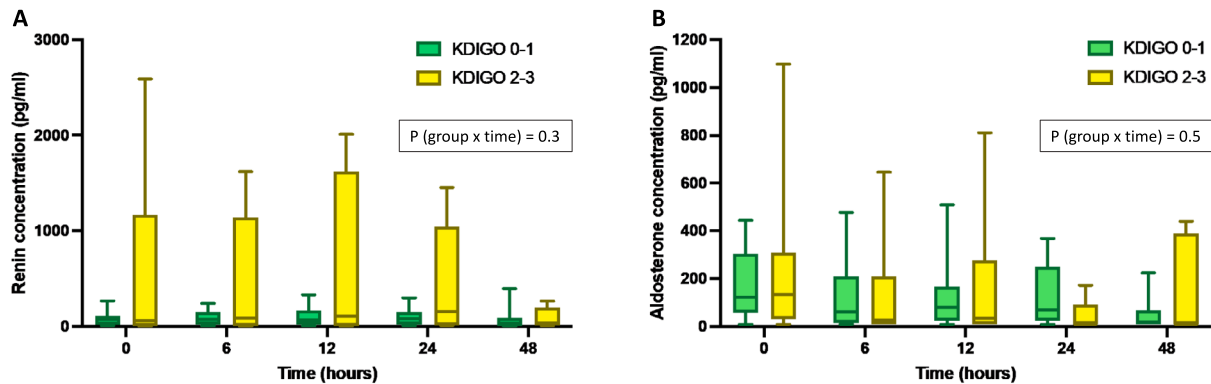 A
Renin concentration (pg/ml)
3000
2000
1000
0
KDIGO 0-1
KDIGO 2-3
P (group x time) = 0.3
0 6 12 24 48
Time (hours)
B
Aldosterone concentration (pg/ml)
1200
1000
800
600
400
200
0
KDIGO 0-1
KDIGO 2-3
P (group x time) = 0.5
0 6 12 24 48
Time (hours)